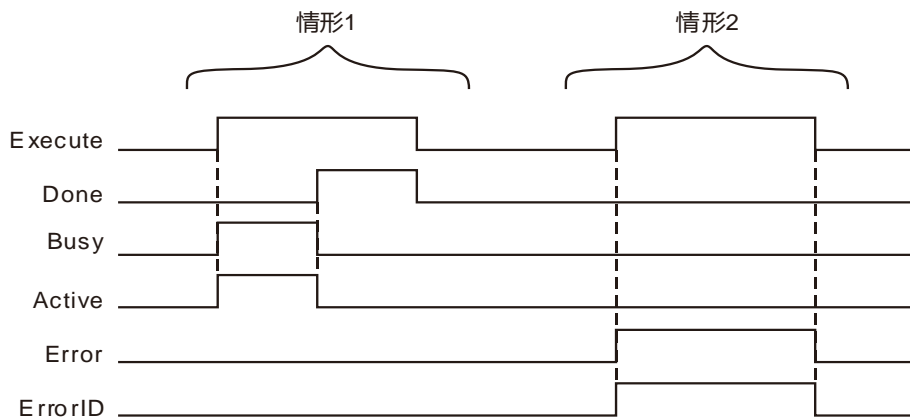 情形1 情形2
Execute
Done
Busy
Active
Error
ErrorID